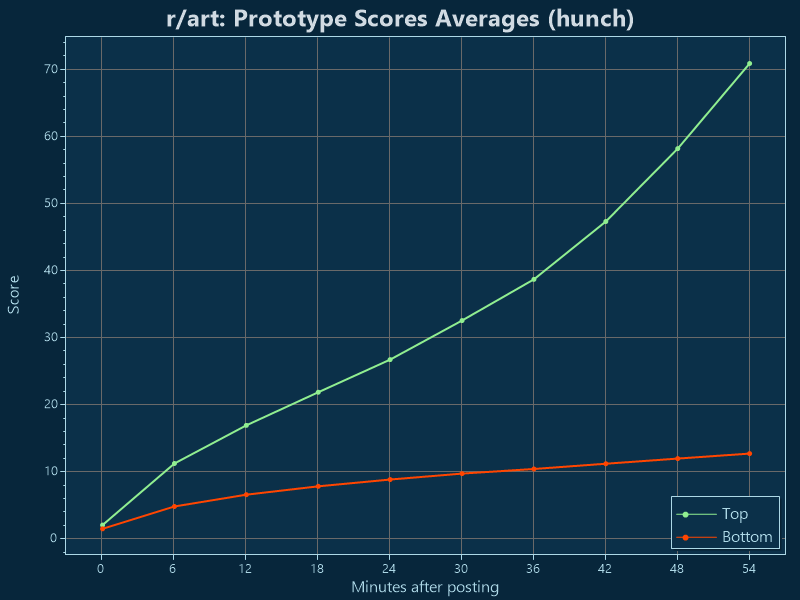 r/art: Prototype Scores Averages (hunch)
70
60
50
40
30
20
10
0
Score
0 6 12 18 24 30 36 42 48 54
Minutes after posting
Top
Bottom